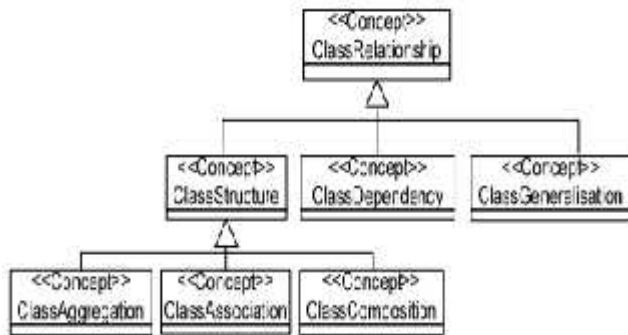 <<Concept>>
ClassRelationship
<<Concept>>
ClassStructure
<<Concept>>
ClassDependency
<<Concept>>
ClassGeneralisation
<<Concept>>
ClassAggregation
<<Concept>>
ClassAssociation
<<Concept>>
ClassComposition